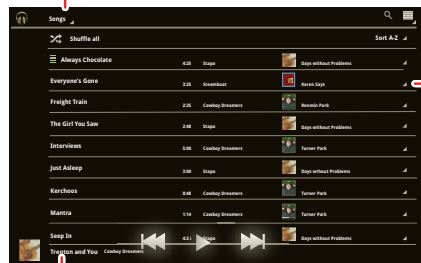 Songs
Shuffle all Sort A-Z
Always Chocolate 4:25 Stapo Days without Problems
Everyone's Gone 3:25 Steamboat Karen Says
Freight Train 2:25 Cowboy Dreamers Renmin Park
The Girl You Saw 2:48 Stapo Days without Problems
Interviews 5:00 Cowboy Dreamers Turner Park
Just Asleep 3:00 Stapo Days without Problems
Kerchoos 0:48 Cowboy Dreamers Turner Park
Mantra 1:14 Cowboy Dreamers Turner Park
Seep In Stapo Days without Problems
Trenton and You Cowboy Dreamers